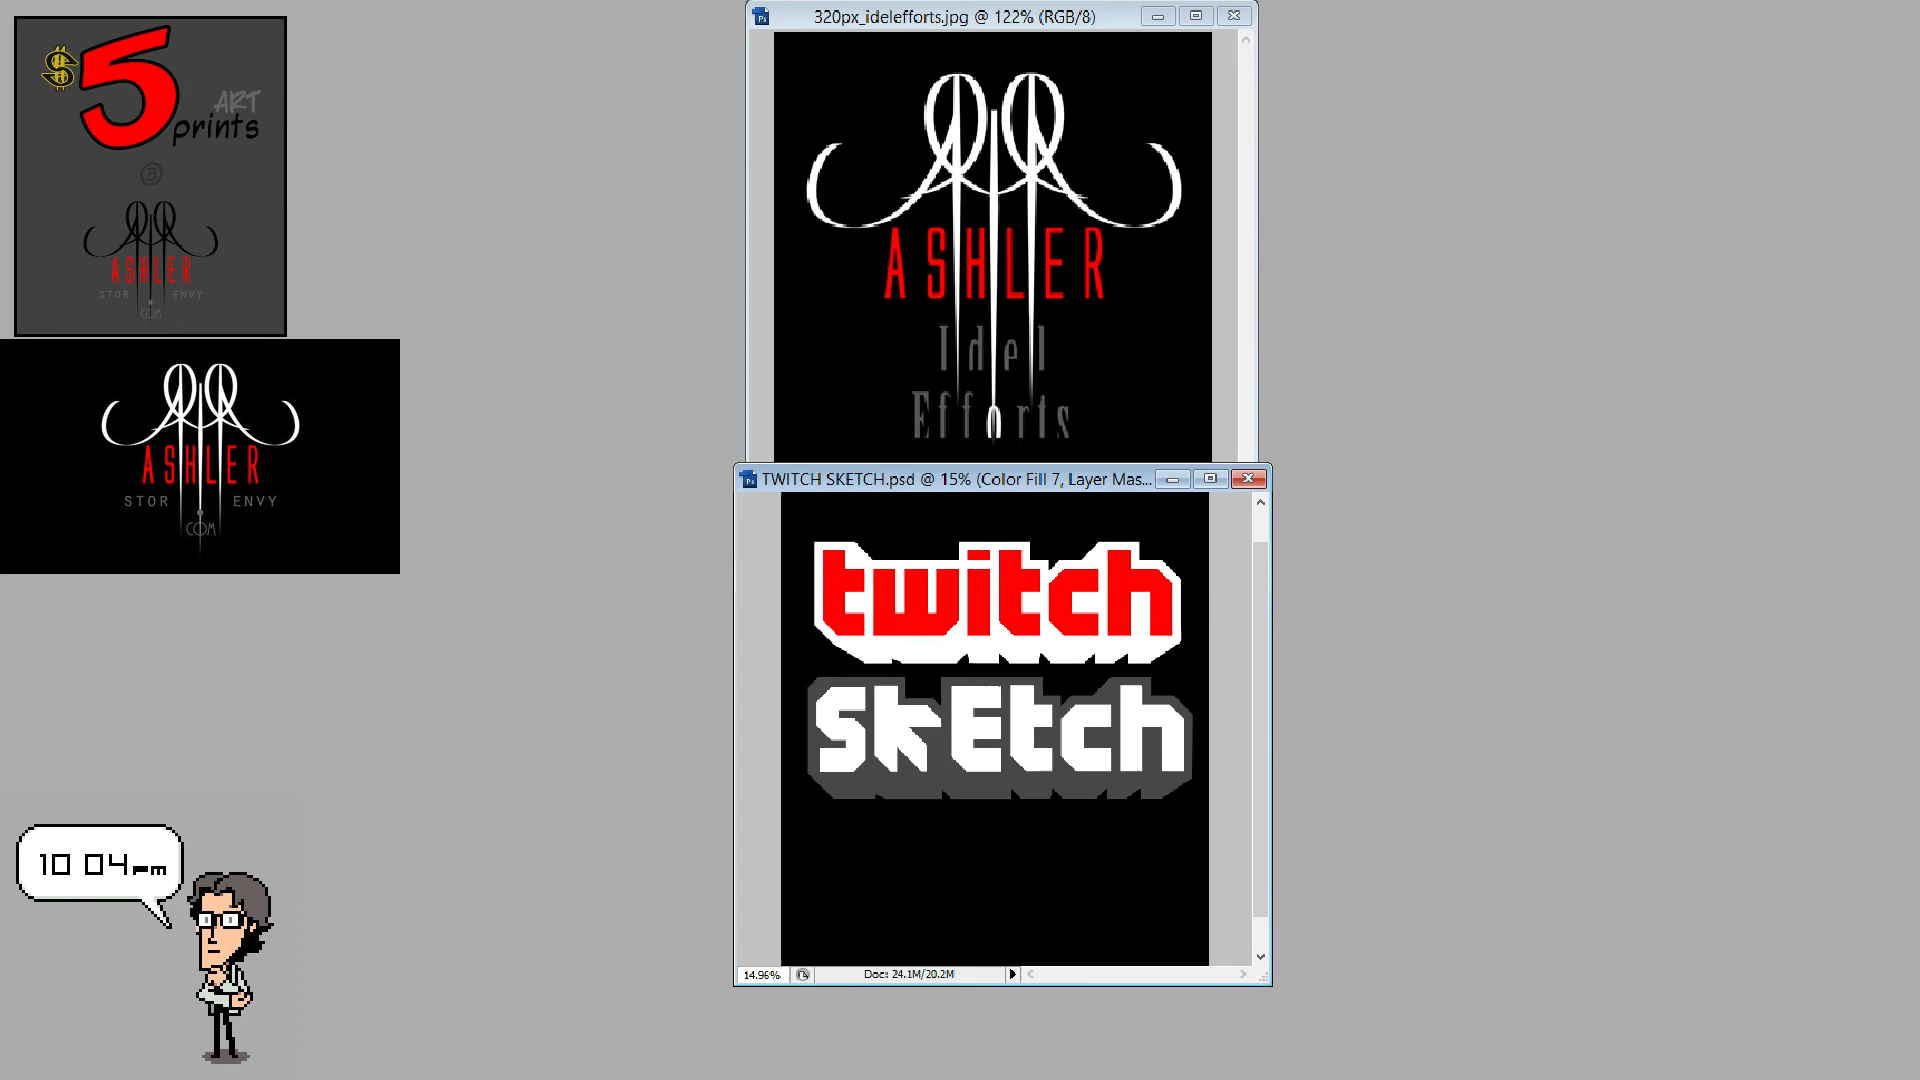 $5
ART
prints
@
ASHLER
STOR ENVY
COM
ASHLER
STOR ENVY
COM
10 04 PM
320px_idelefforts.jpg @ 122% (RGB/8)
ASHLER
Idel
Efforts
TWITCH SKETCH.psd @ 15% (Color Fill 7, Layer Mas...
twitch
SkEtch
14.96%
Doc: 24.1M/20.2M